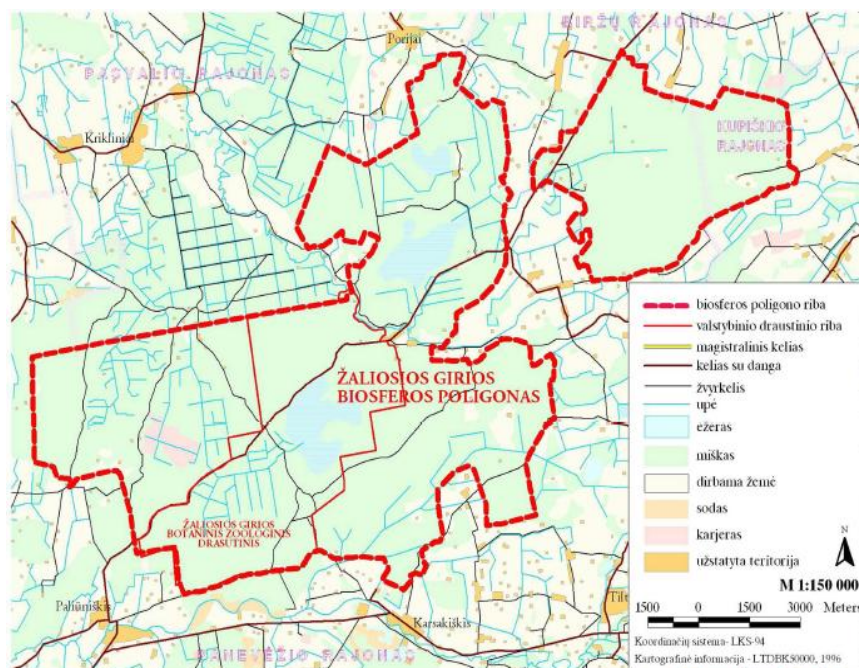 Porijai
BIRŽŲ RAJONAS
PASVALIO RAJONAS
Krikliniai
KUPIŠKIO
RAJONAS
ŽALIOSIOS GIRIOS
BIOSFEROS POLIGONAS
ŽALIOSIOS GIRIOS
BOTANINIS ZOOLOGINIS
DRASUTINIS
Paliūniškis
Karsakiškis
Tilt
PANEVĖŽIO RAJONAS
biosferos poligono riba
valstybinio draustinio riba
magistralinis kelias
kelias su danga
žvyrkelis
upė
ežeras
miškas
dirbama žemė
sodas
karjeras
užstatyta teritorija
N
M 1:150 000
1500 0 1500 3000 Meters
Koordinačių sistema - LKS-94
Kartografinė informacija - LTDBK50000, 1996